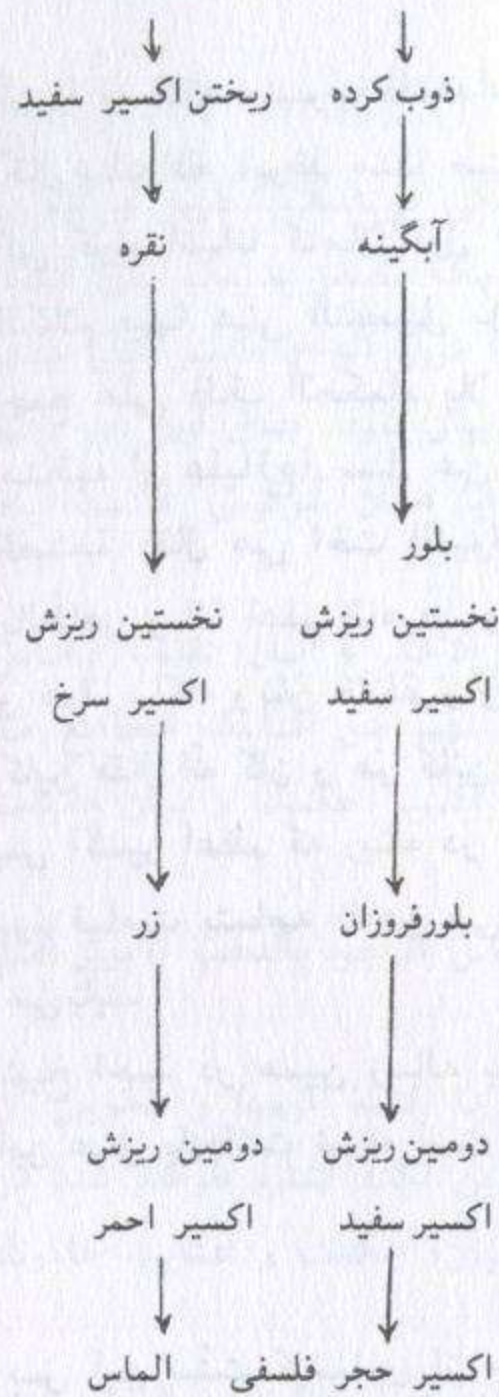 ذوب کرده ریختن اکسیر سفید
آبگینه نقره
بلور
نخستین ریزش نخستین ریزش
اکسیر سفید اکسیر سرخ
بلورفروزان زر
دومین ریزش دومین ریزش
اکسیر سفید اکسیر احمر
اکسیر حجر فلسفی الماس